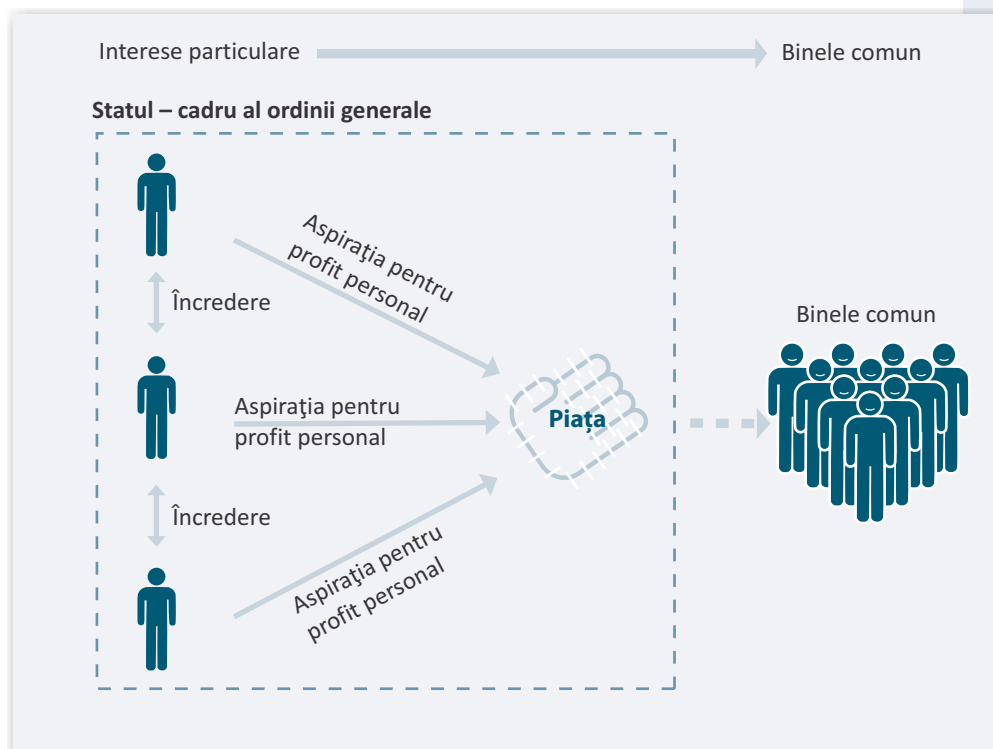 Interese particulare
Binele comun
Statul – cadru al ordinii generale
Aspiraţia pentru
profit personal
Încredere
Binele comun
Aspiraţia pentru
profit personal
Piața
Încredere
Aspiraţia pentru
profit personal